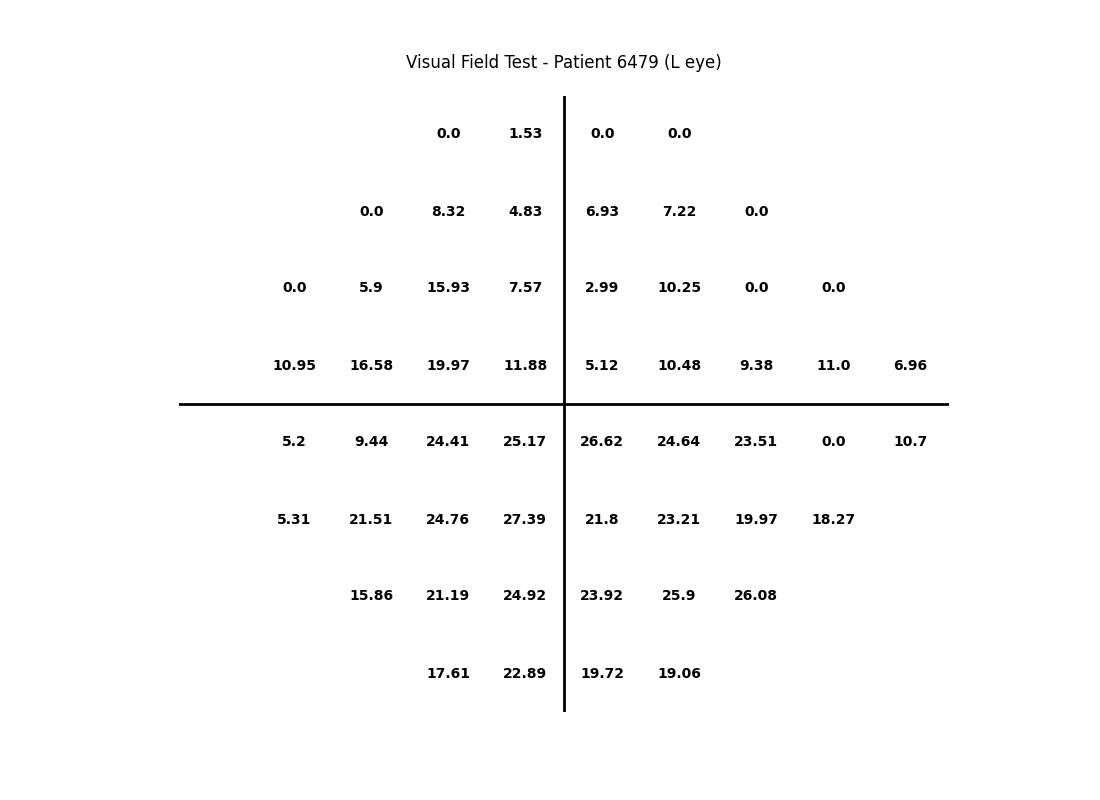 Visual Field Test - Patient 6479 (L eye)
0.0 1.53 0.0 0.0
0.0 8.32 4.83 6.93 7.22 0.0
0.0 5.9 15.93 7.57 2.99 10.25 0.0 0.0
10.95 16.58 19.97 11.88 5.12 10.48 9.38 11.0 6.96
5.2 9.44 24.41 25.17 26.62 24.64 23.51 0.0 10.7
5.31 21.51 24.76 27.39 21.8 23.21 19.97 18.27
15.86 21.19 24.92 23.92 25.9 26.08
17.61 22.89 19.72 19.06